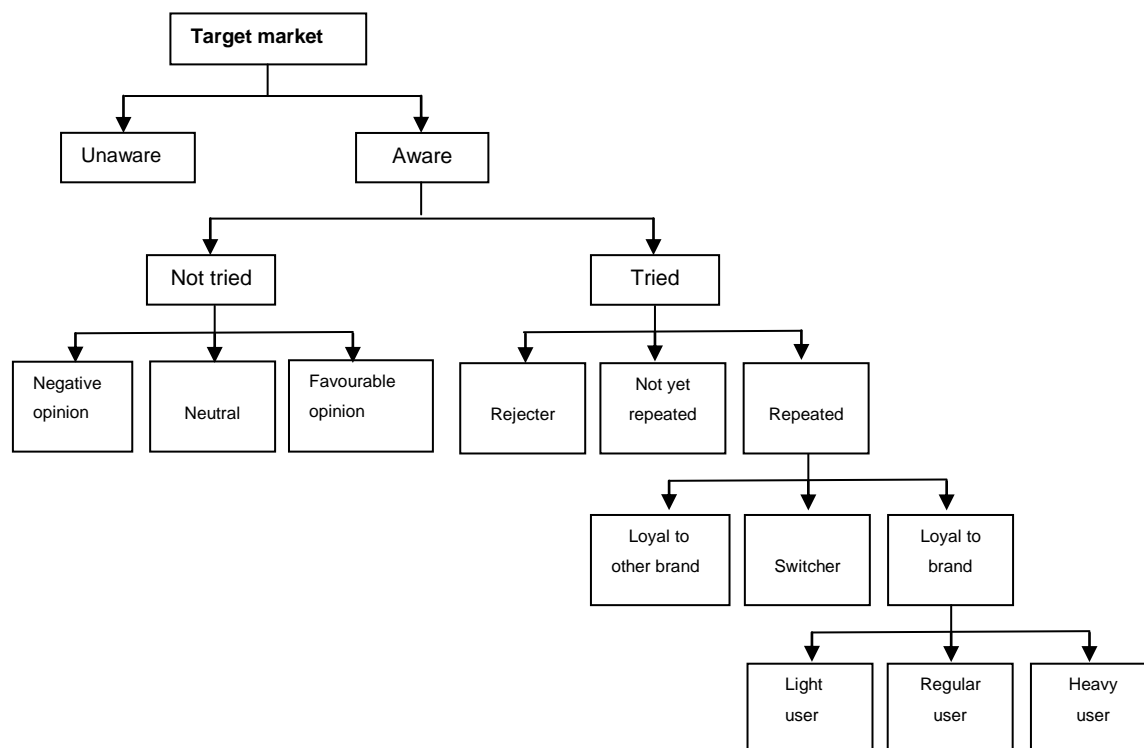 Target market
Unaware
Aware
Not tried
Tried
Negative
opinion
Neutral
Favourable
opinion
Rejecter
Not yet
repeated
Repeated
Loyal to
other brand
Switcher
Loyal to
brand
Light
user
Regular
user
Heavy
user